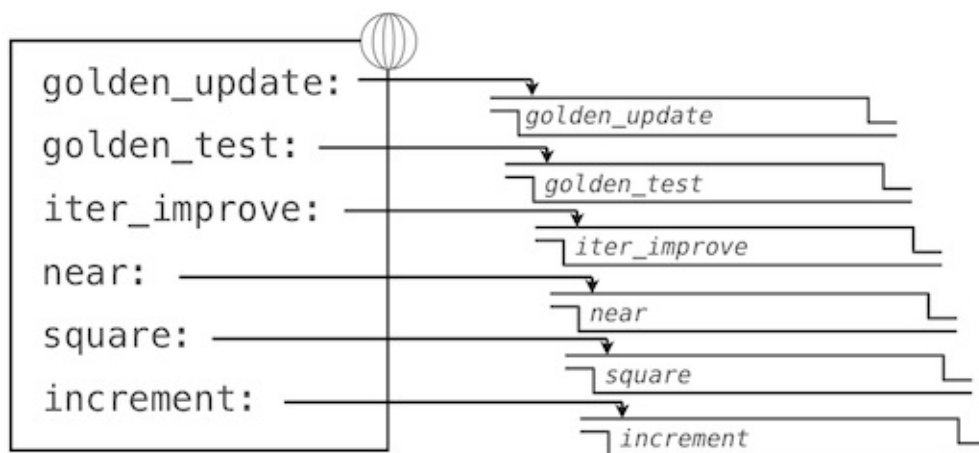 golden_update:
golden_update
golden_test:
golden_test
iter_improve:
iter_improve
near:
near
square:
square
increment:
increment